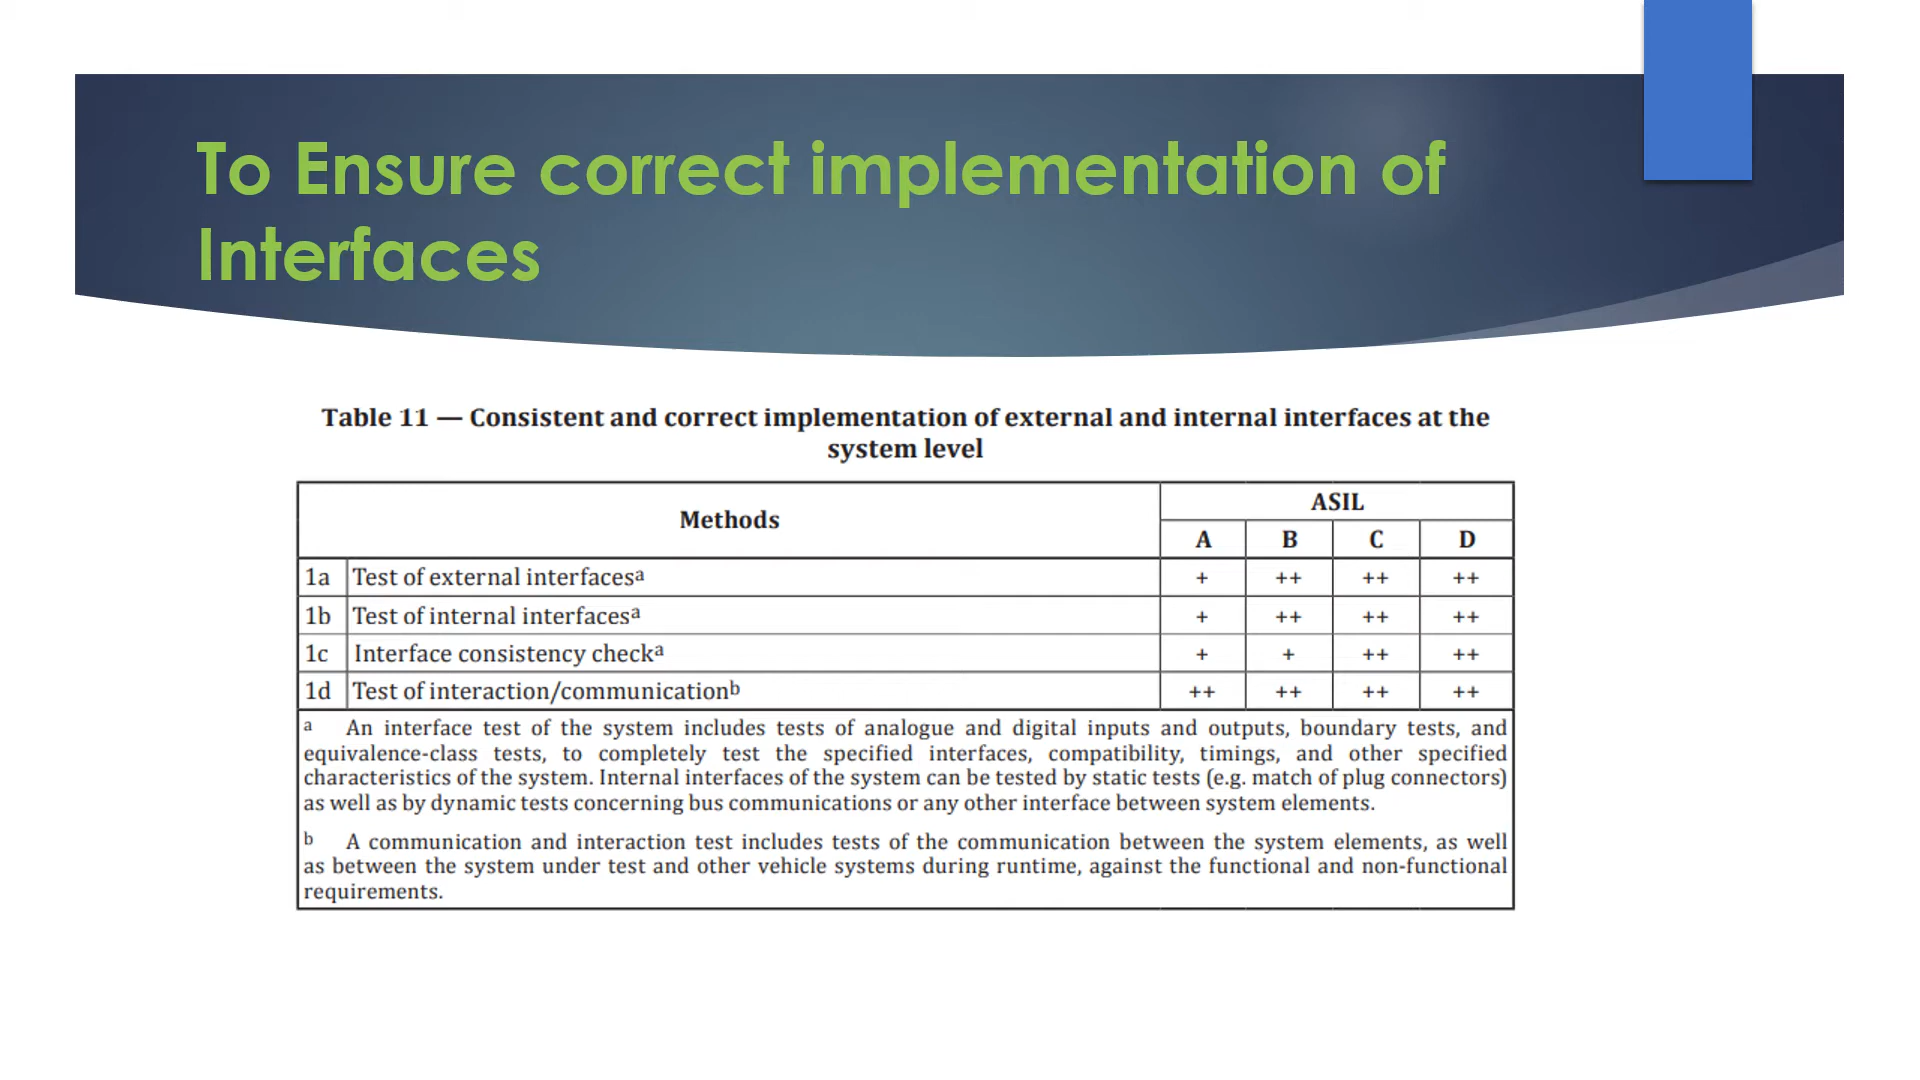 To Ensure correct implementation of
Interfaces
Table 11 — Consistent and correct implementation of external and internal interfaces at the
system level
Methods
ASIL
A B C D
1a Test of external interfacesa + ++ ++ ++
1b Test of internal interfacesa + ++ ++ ++
1c Interface consistency checka + + ++ ++
1d Test of interaction/communicationb ++ ++ ++ ++
a An interface test of the system includes tests of analogue and digital inputs and outputs, boundary tests, and
equivalence-class tests, to completely test the specified interfaces, compatibility, timings, and other specified
characteristics of the system. Internal interfaces of the system can be tested by static tests (e.g. match of plug connectors)
as well as by dynamic tests concerning bus communications or any other interface between system elements.
b A communication and interaction test includes tests of the communication between the system elements, as well
as between the system under test and other vehicle systems during runtime, against the functional and non-functional
requirements.